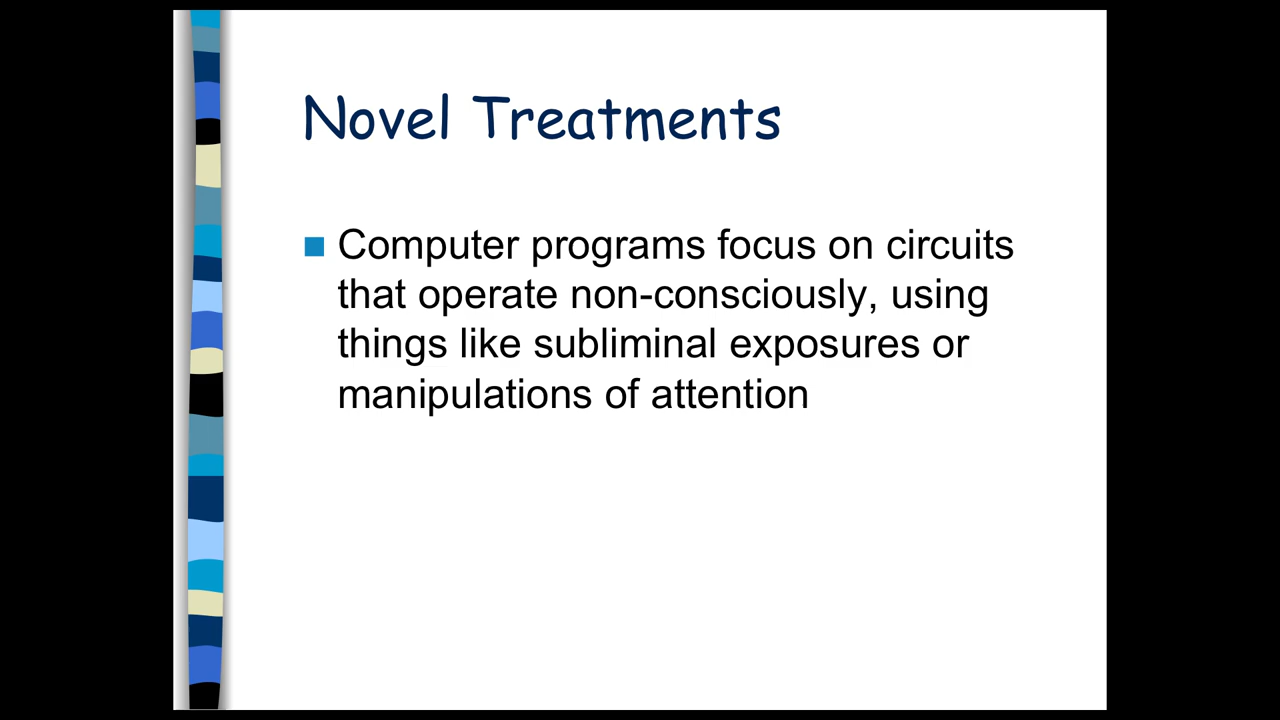 Novel Treatments
Computer programs focus on circuits
that operate non-consciously, using
things like subliminal exposures or
manipulations of attention